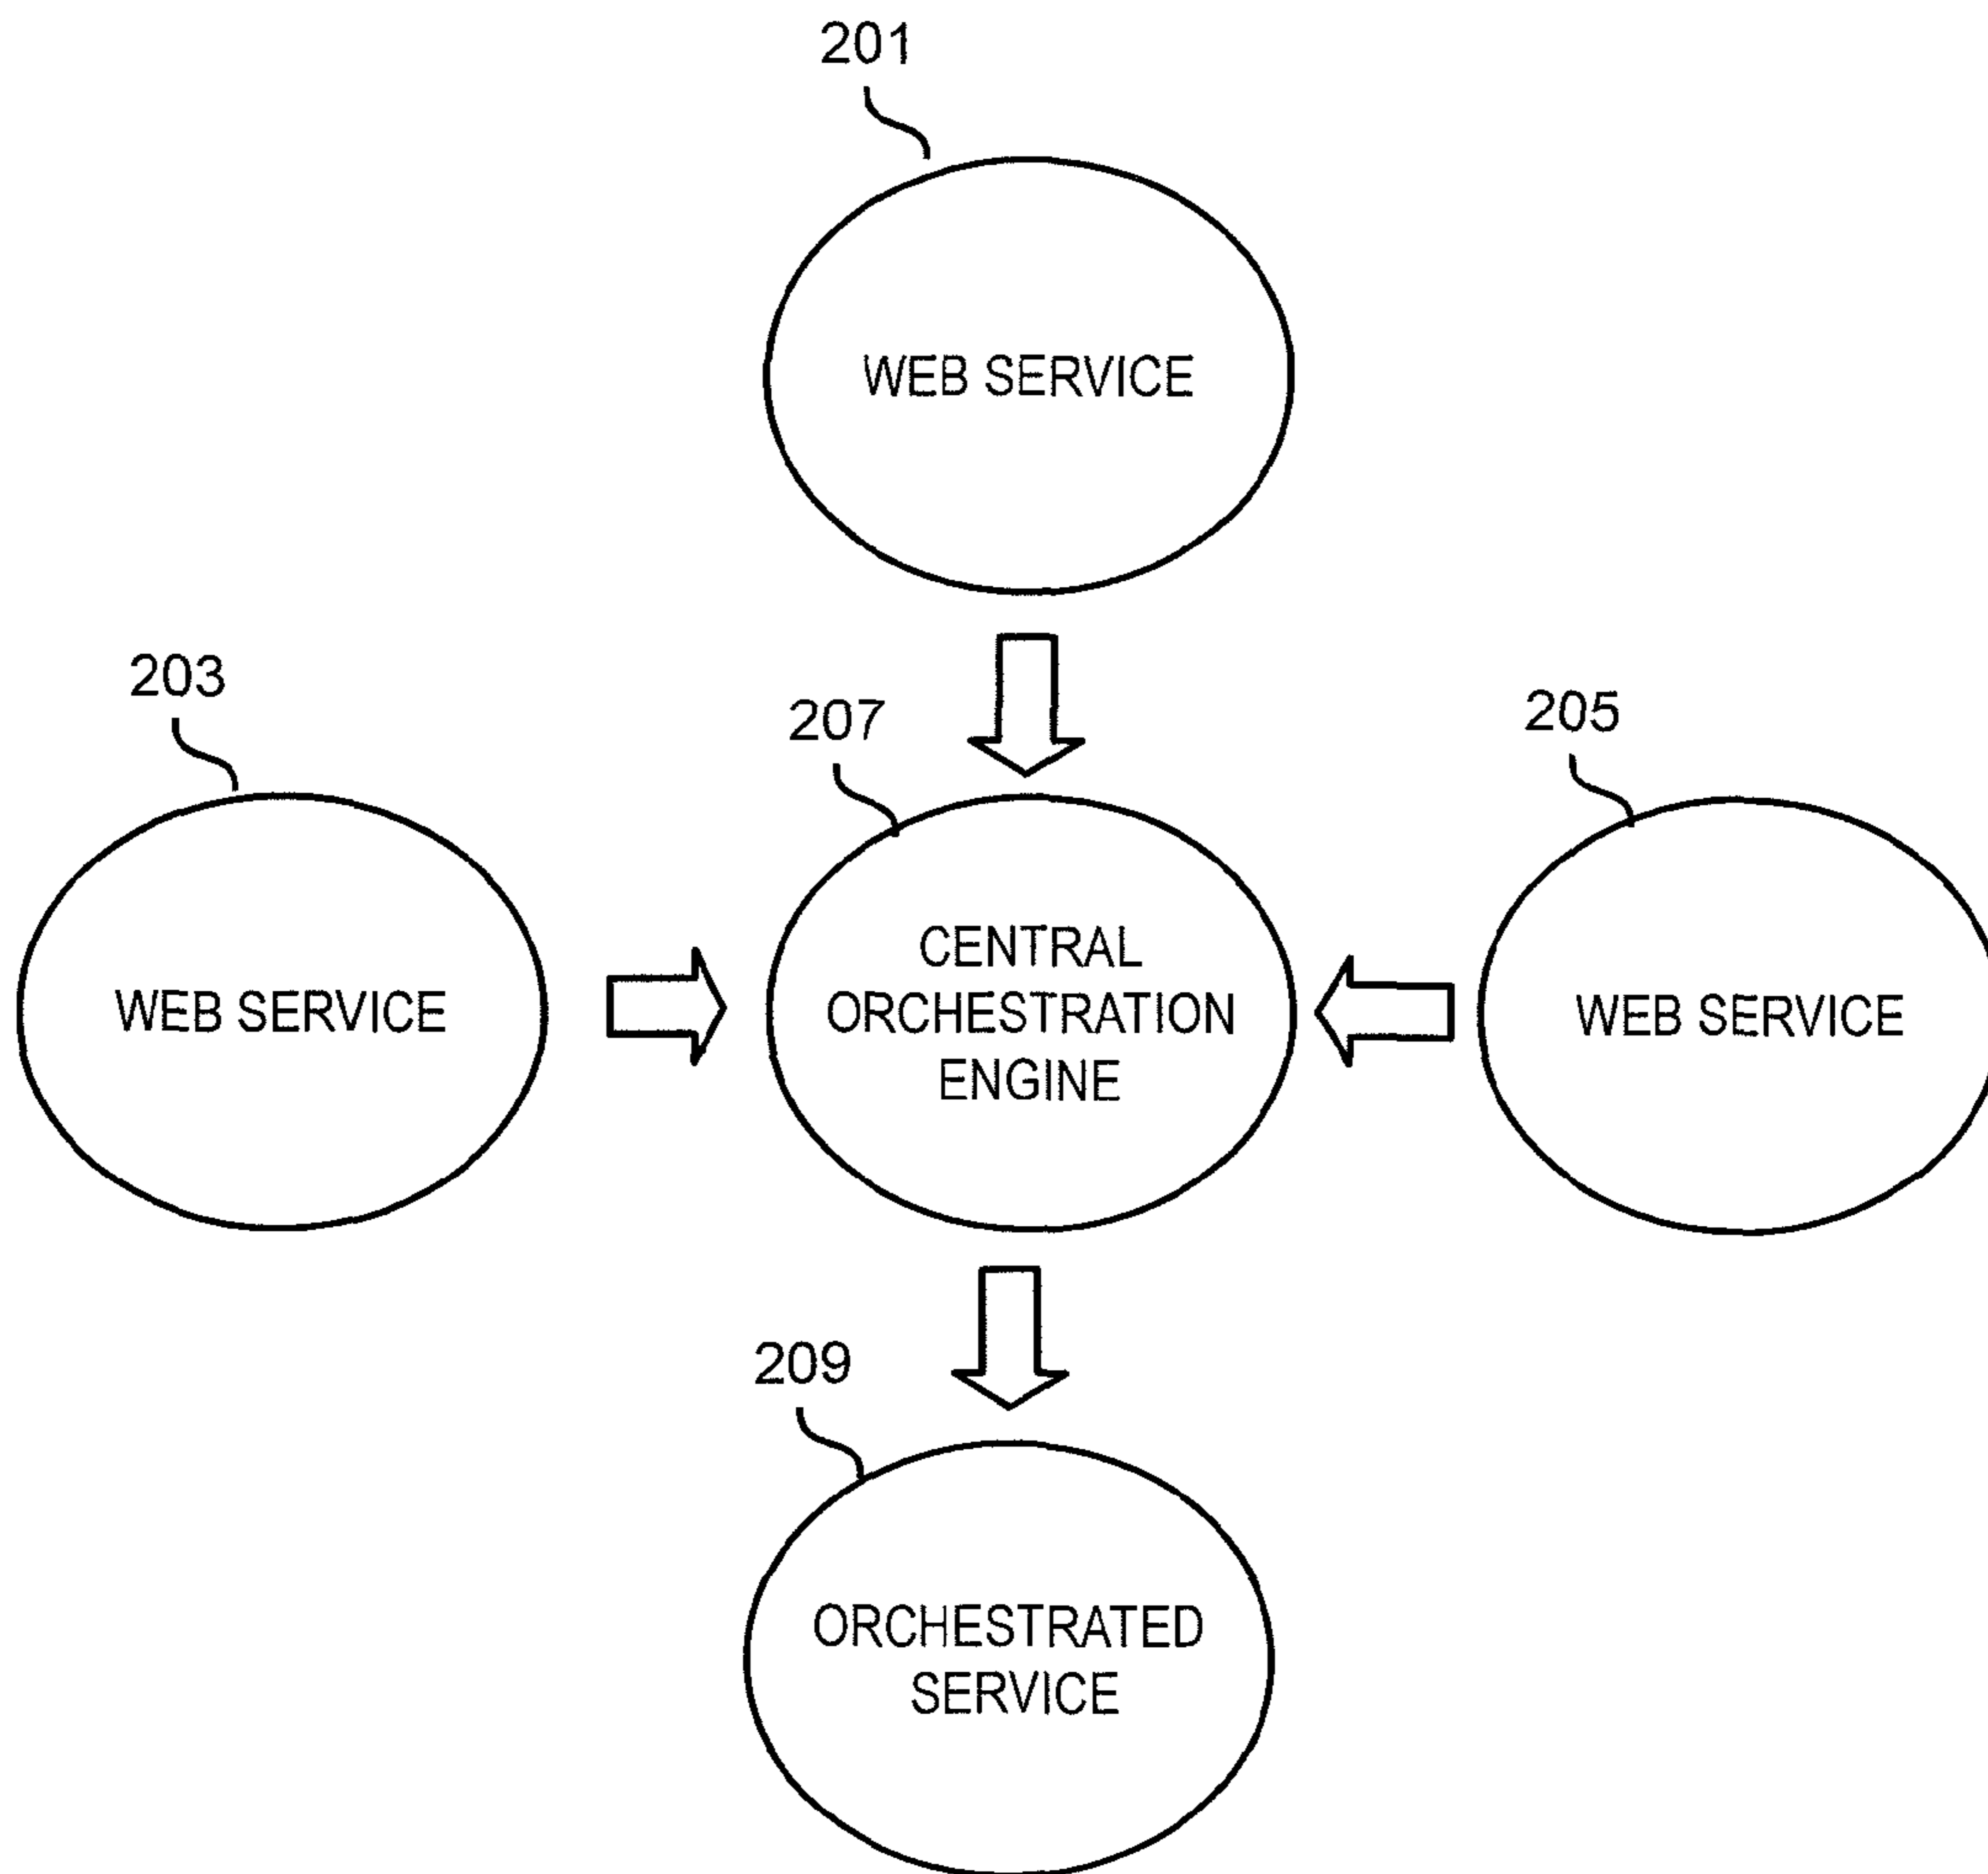 201
WEB SERVICE
203
207
205
WEB SERVICE
CENTRAL
ORCHESTRATION
ENGINE
WEB SERVICE
209
ORCHESTRATED
SERVICE